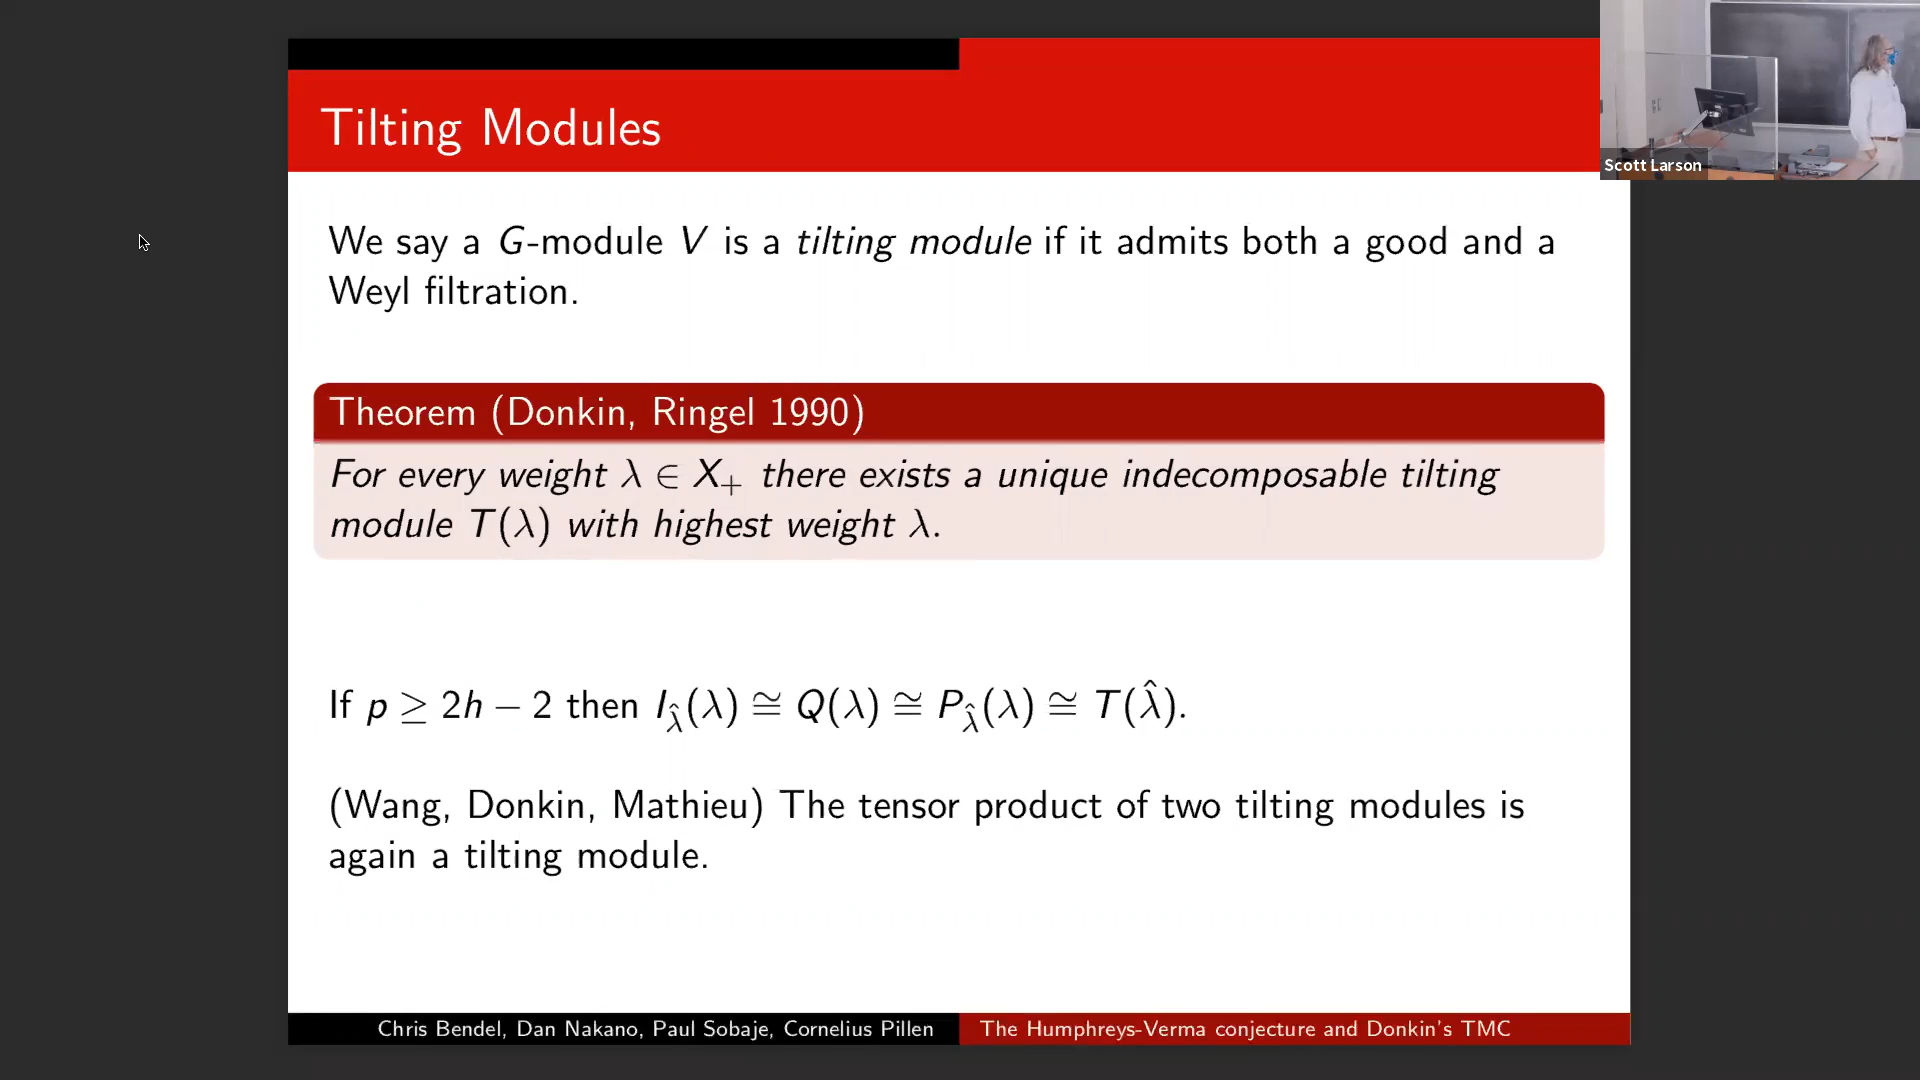 Tilting Modules
Scott Larson
We say a G-module V is a tilting module if it admits both a good and a
Weyl filtration.
Theorem (Donkin, Ringel 1990)
For every weight λ ∈ X₊ there exists a unique indecomposable tilting
module T(λ) with highest weight λ.
If p ≥ 2h − 2 then I_λ̂(λ) ≅ Q(λ) ≅ P_λ̂(λ) ≅ T(λ̂).
(Wang, Donkin, Mathieu) The tensor product of two tilting modules is
again a tilting module.
Chris Bendel, Dan Nakano, Paul Sobaje, Cornelius Pillen
The Humphreys-Verma conjecture and Donkin's TMC